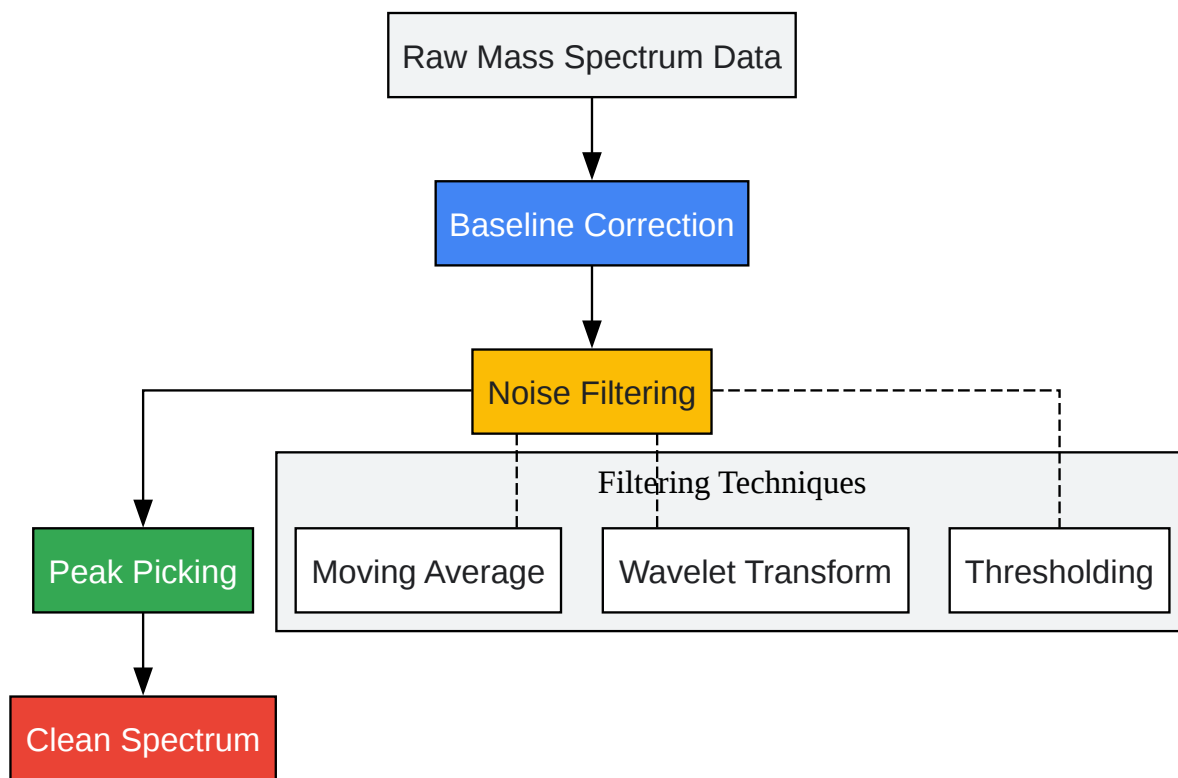 Raw Mass Spectrum Data
Baseline Correction
Noise Filtering
Filtering Techniques
Peak Picking
Moving Average
Wavelet Transform
Thresholding
Clean Spectrum